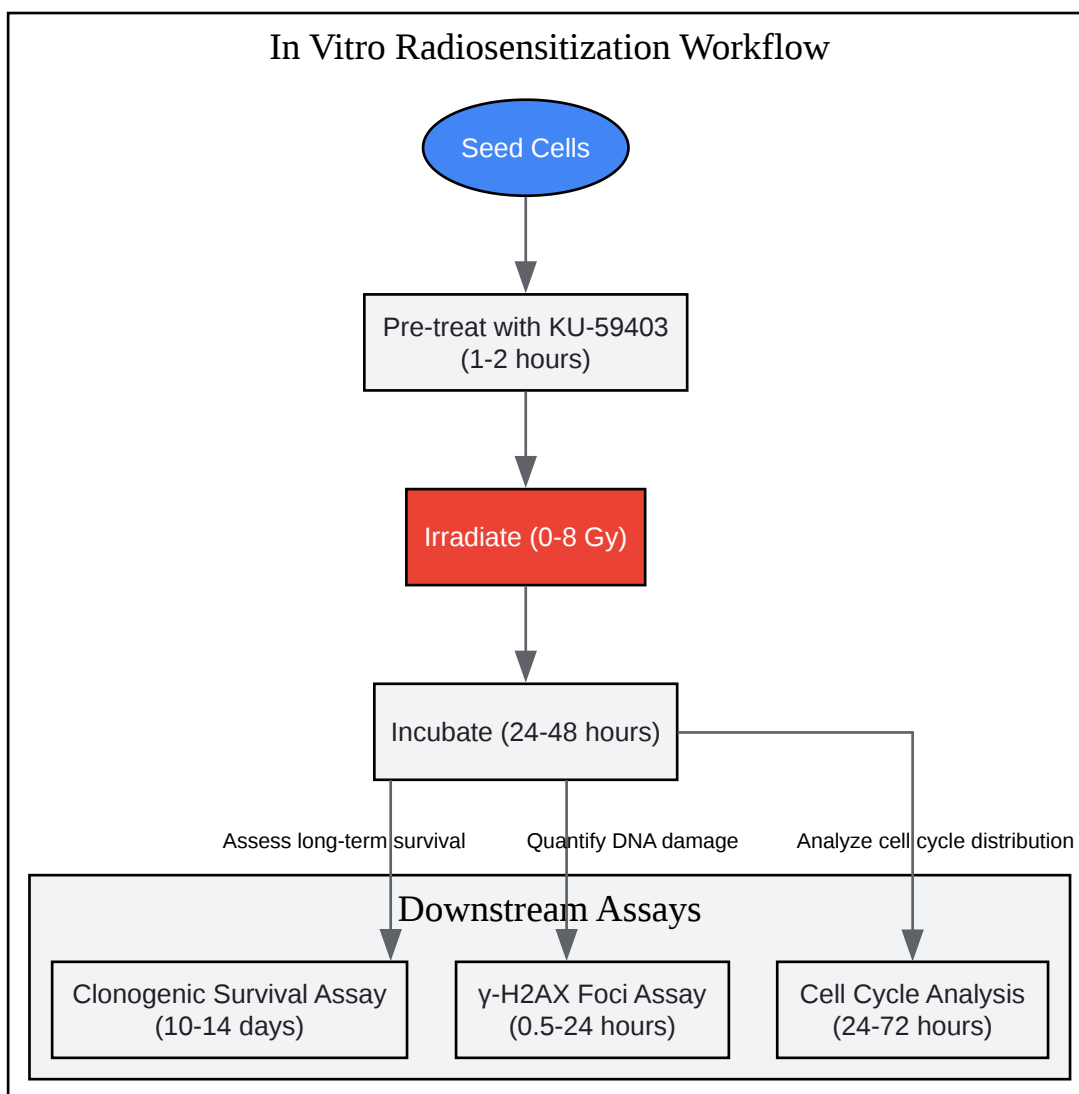 In Vitro Radiosensitization Workflow
Seed Cells
Pre-treat with KU-59403
(1-2 hours)
Irradiate (0-8 Gy)
Incubate (24-48 hours)
Assess long-term survival
Quantify DNA damage
Analyze cell cycle distribution
Downstream Assays
Clonogenic Survival Assay
(10-14 days)
γ-H2AX Foci Assay
(0.5-24 hours)
Cell Cycle Analysis
(24-72 hours)